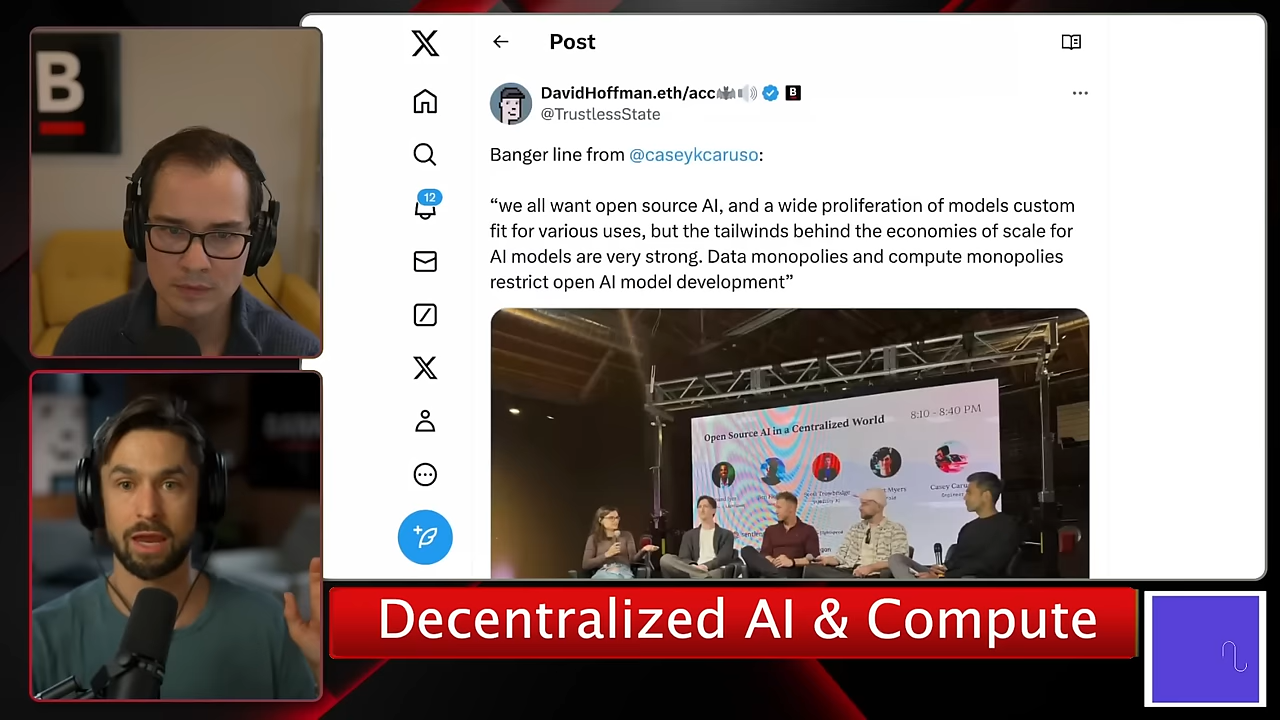 B
Post
DavidHoffman.eth/acc
B
@TrustlessState
Banger line from @caseykcaruso:
“we all want open source AI, and a wide proliferation of models custom
fit for various uses, but the tailwinds behind the economies of scale for
AI models are very strong. Data monopolies and compute monopolies
restrict open AI model development”
12
Open Source AI in a Centralized World
8:10 - 8:40 PM
Myers
Casey
Decentralized AI & Compute